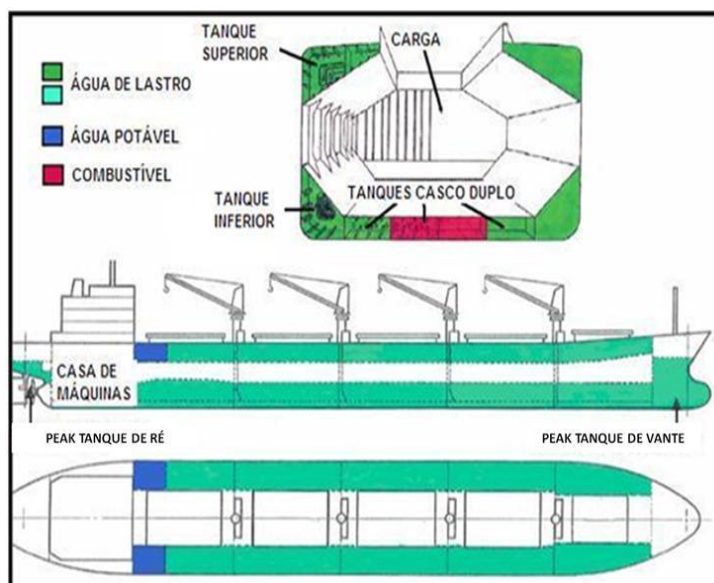 TANQUE
SUPERIOR
CARGA
ÁGUA DE LASTRO
ÁGUA POTÁVEL
COMBUSTÍVEL
TANQUES CASCO DUPLO
TANQUE
INFERIOR
CASA DE
MÁQUINAS
PEAK TANQUE DE RÉ
PEAK TANQUE DE VANTE